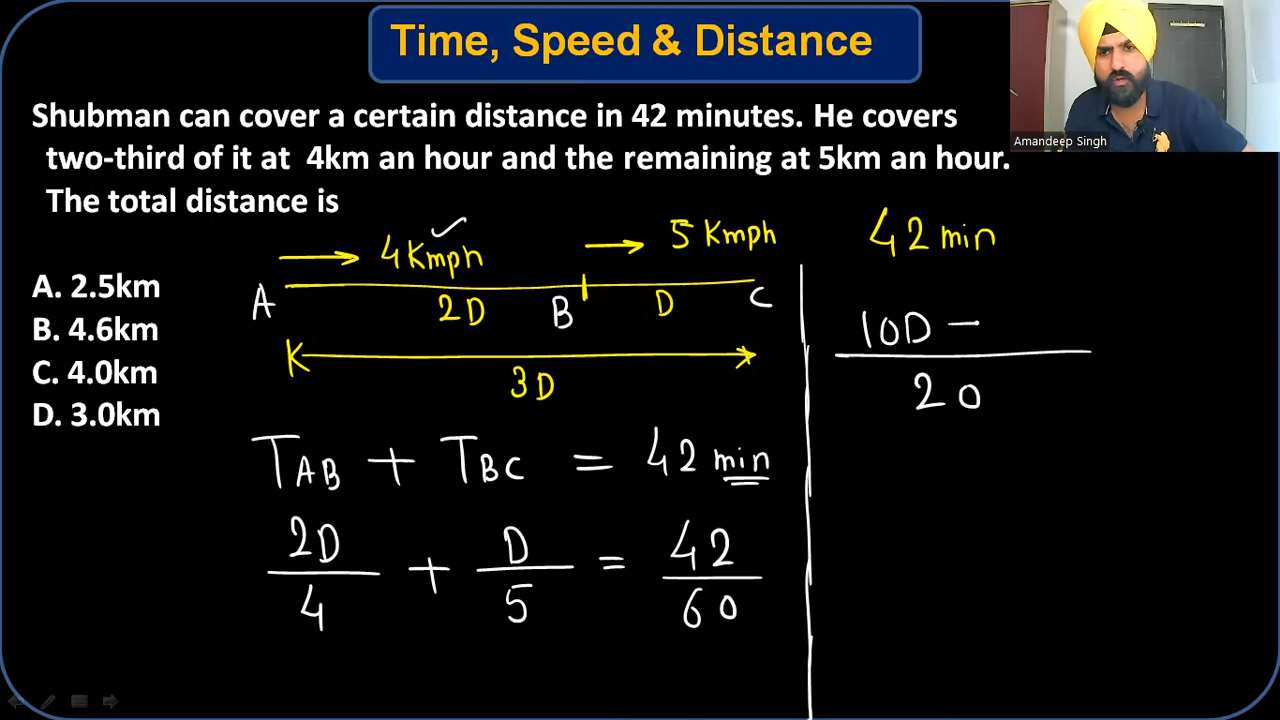 Time, Speed & Distance
Amandeep Singh
Shubman can cover a certain distance in 42 minutes. He covers
two-third of it at 4km an hour and the remaining at 5km an hour.
The total distance is
A. 2.5km
B. 4.6km
C. 4.0km
D. 3.0km
4Kmph
5 Kmph
A 2D B D C
3D
TAB + TBC = 42 min
2D/4 + D/5 = 42/60
42 min
10D
20